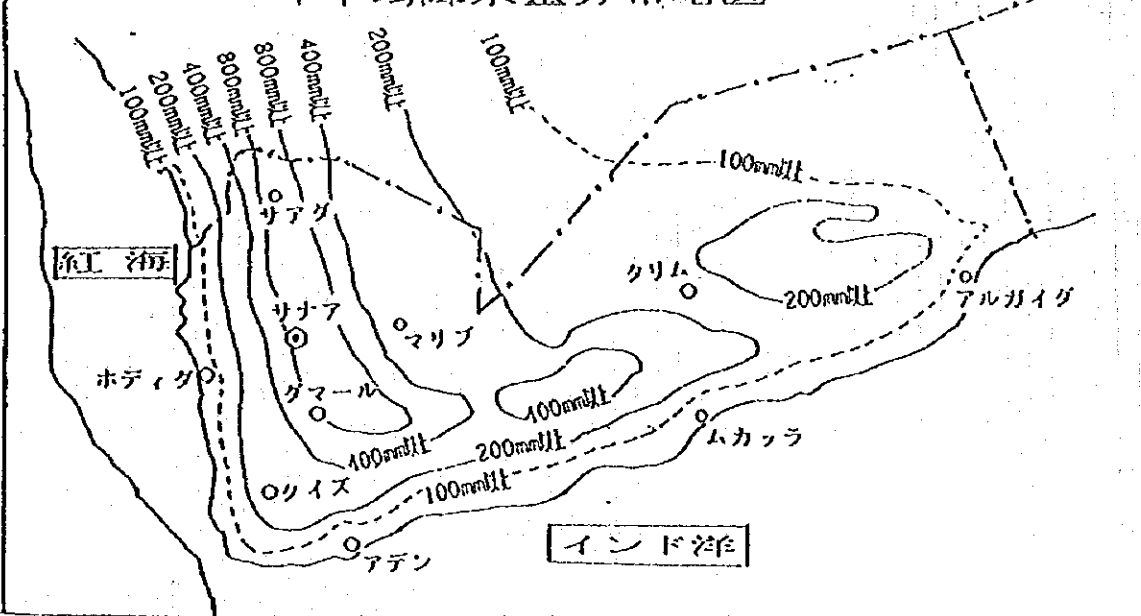 100mm以上
200mm以上
400mm以上
800mm以上
800mm以上
400mm以上
200mm以上
100mm以上
100mm以上
サアダ
紅海
タリム
200mm以上
アルガイダ
サナア
マリブ
ホディダ
ダマール
100mm以上
100mm以上
200mm以上
ムカッラ
タイズ
100mm以上
アデン
インド洋